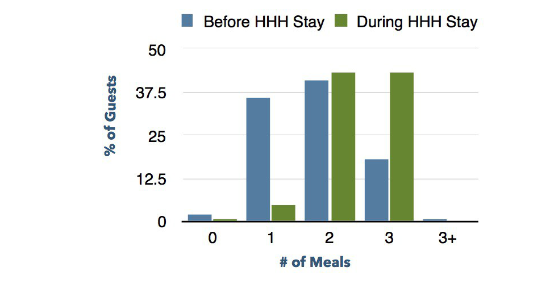 Before HHH Stay During HHH Stay
50
37.5
25
12.5
0
% of Guests
0 1 2 3 3+
# of Meals